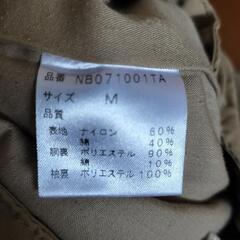 品番 NB071001TA
サイズ M
品質
表地 ナイロン 60%
綿 40%
胴裏 ポリエステル 90%
綿 10%
袖裏 ポリエステル 100%